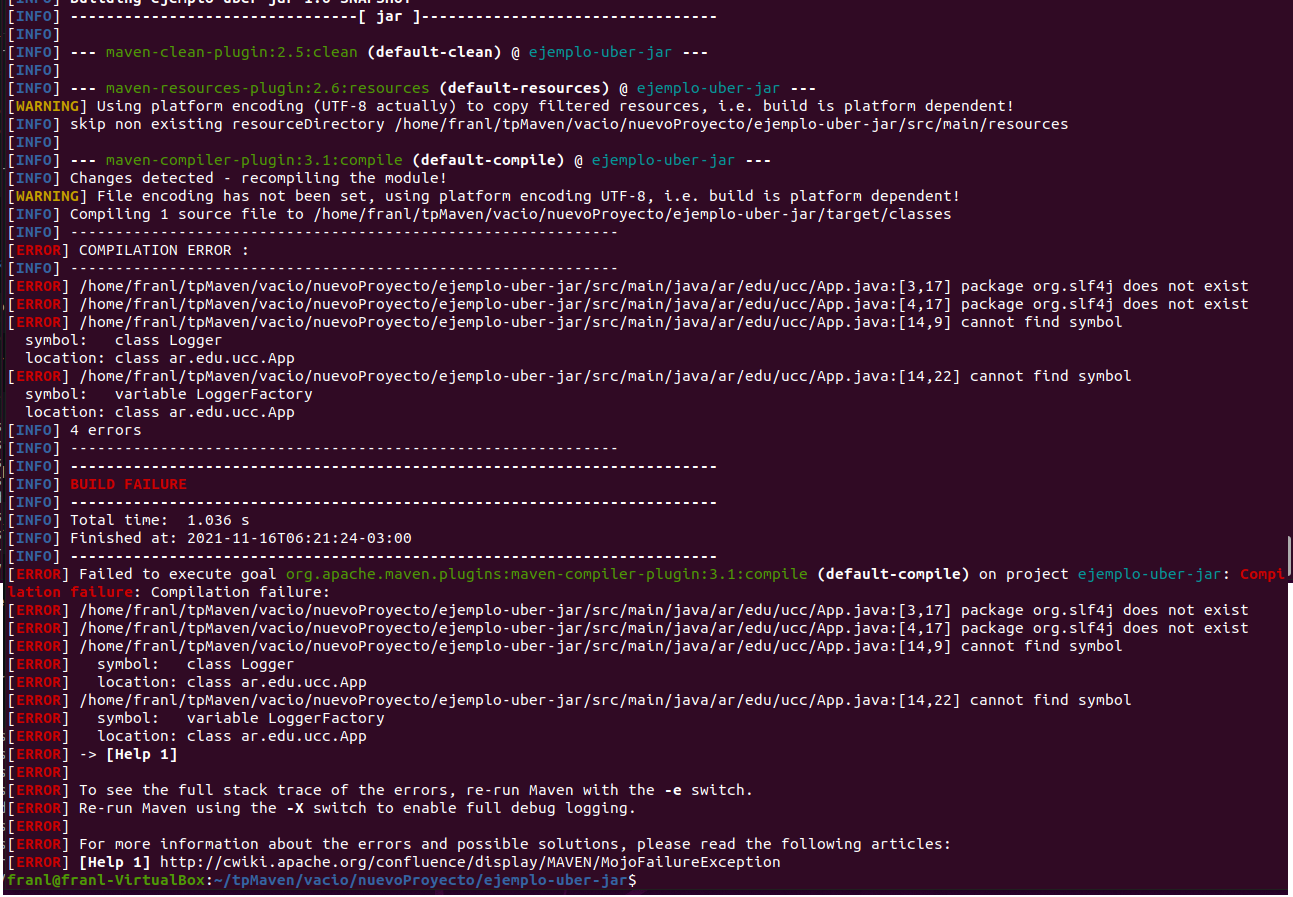 [INFO] Building ejemplo-uber-jar 1.0-SNAPSHOT
[INFO] --------------------------------[ jar ]---------------------------------
[INFO]
[INFO] --- maven-clean-plugin:2.5:clean (default-clean) @ ejemplo-uber-jar ---
[INFO]
[INFO] --- maven-resources-plugin:2.6:resources (default-resources) @ ejemplo-uber-jar ---
[WARNING] Using platform encoding (UTF-8 actually) to copy filtered resources, i.e. build is platform dependent!
[INFO] skip non existing resourceDirectory /home/franl/tpMaven/vacio/nuevoProyecto/ejemplo-uber-jar/src/main/resources
[INFO]
[INFO] --- maven-compiler-plugin:3.1:compile (default-compile) @ ejemplo-uber-jar ---
[INFO] Changes detected - recompiling the module!
[WARNING] File encoding has not been set, using platform encoding UTF-8, i.e. build is platform dependent!
[INFO] Compiling 1 source file to /home/franl/tpMaven/vacio/nuevoProyecto/ejemplo-uber-jar/target/classes
[INFO] -------------------------------------------------------------
[ERROR] COMPILATION ERROR :
[INFO] -------------------------------------------------------------
[ERROR] /home/franl/tpMaven/vacio/nuevoProyecto/ejemplo-uber-jar/src/main/java/ar/edu/ucc/App.java:[3,17] package org.slf4j does not exist
[ERROR] /home/franl/tpMaven/vacio/nuevoProyecto/ejemplo-uber-jar/src/main/java/ar/edu/ucc/App.java:[4,17] package org.slf4j does not exist
[ERROR] /home/franl/tpMaven/vacio/nuevoProyecto/ejemplo-uber-jar/src/main/java/ar/edu/ucc/App.java:[14,9] cannot find symbol
  symbol:   class Logger
  location: class ar.edu.ucc.App
[ERROR] /home/franl/tpMaven/vacio/nuevoProyecto/ejemplo-uber-jar/src/main/java/ar/edu/ucc/App.java:[14,22] cannot find symbol
  symbol:   variable LoggerFactory
  location: class ar.edu.ucc.App
[INFO] 4 errors
[INFO] -------------------------------------------------------------
[INFO] ------------------------------------------------------------------------
[INFO] BUILD FAILURE
[INFO] ------------------------------------------------------------------------
[INFO] Total time:  1.036 s
[INFO] Finished at: 2021-11-16T06:21:24-03:00
[INFO] ------------------------------------------------------------------------
[ERROR] Failed to execute goal org.apache.maven.plugins:maven-compiler-plugin:3.1:compile (default-compile) on project ejemplo-uber-jar: Compi
lation failure: Compilation failure:
[ERROR] /home/franl/tpMaven/vacio/nuevoProyecto/ejemplo-uber-jar/src/main/java/ar/edu/ucc/App.java:[3,17] package org.slf4j does not exist
[ERROR] /home/franl/tpMaven/vacio/nuevoProyecto/ejemplo-uber-jar/src/main/java/ar/edu/ucc/App.java:[4,17] package org.slf4j does not exist
[ERROR] /home/franl/tpMaven/vacio/nuevoProyecto/ejemplo-uber-jar/src/main/java/ar/edu/ucc/App.java:[14,9] cannot find symbol
[ERROR]   symbol:   class Logger
[ERROR]   location: class ar.edu.ucc.App
[ERROR] /home/franl/tpMaven/vacio/nuevoProyecto/ejemplo-uber-jar/src/main/java/ar/edu/ucc/App.java:[14,22] cannot find symbol
[ERROR]   symbol:   variable LoggerFactory
[ERROR]   location: class ar.edu.ucc.App
[ERROR] -> [Help 1]
[ERROR]
[ERROR] To see the full stack trace of the errors, re-run Maven with the -e switch.
[ERROR] Re-run Maven using the -X switch to enable full debug logging.
[ERROR]
[ERROR] For more information about the errors and possible solutions, please read the following articles:
[ERROR] [Help 1] http://cwiki.apache.org/confluence/display/MAVEN/MojoFailureException
franl@franl-VirtualBox:~/tpMaven/vacio/nuevoProyecto/ejemplo-uber-jar$